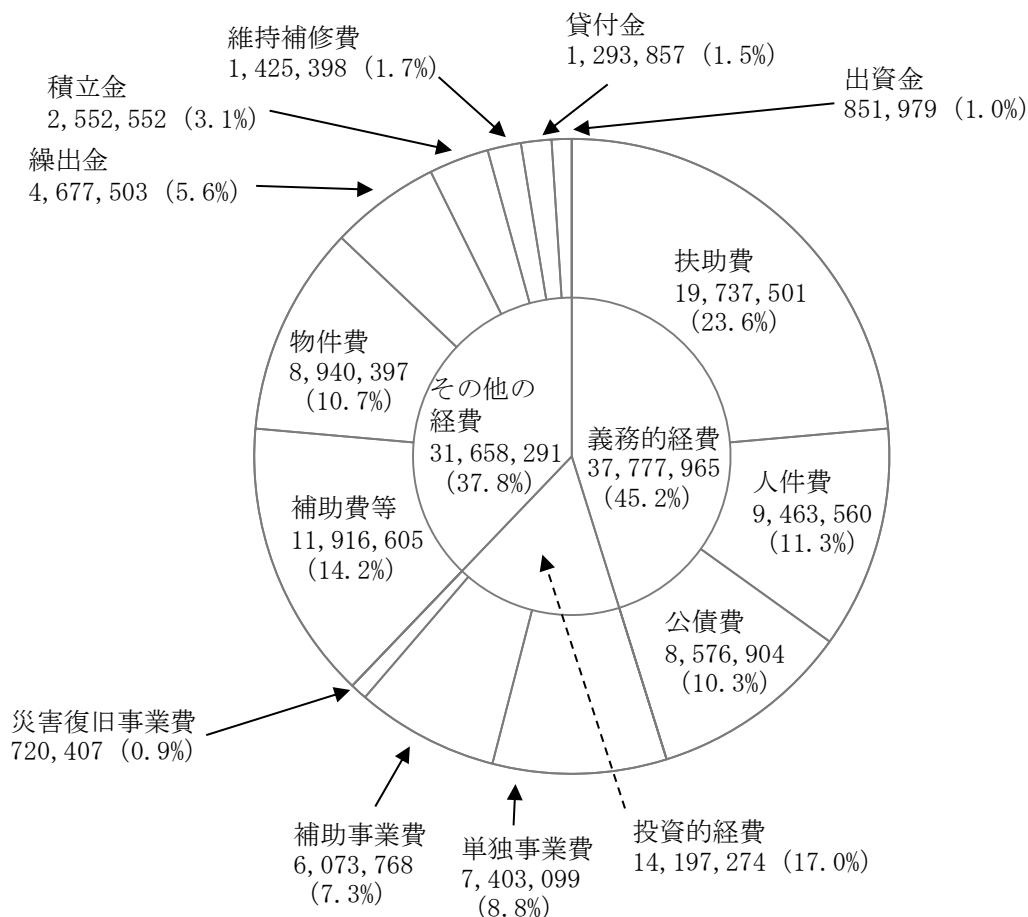 維持補修費
1,425,398 (1.7%)
貸付金
1,293,857 (1.5%)
出資金
851,979 (1.0%)
積立金
2,552,552 (3.1%)
繰出金
4,677,503 (5.6%)
扶助費
19,737,501
(23.6%)
物件費
8,940,397
(10.7%)
その他の
経費
31,658,291
(37.8%)
義務的経費
37,777,965
(45.2%)
人件費
9,463,560
(11.3%)
補助費等
11,916,605
(14.2%)
公債費
8,576,904
(10.3%)
災害復旧事業費
720,407 (0.9%)
補助事業費
6,073,768
(7.3%)
単独事業費
7,403,099
(8.8%)
投資的経費
14,197,274 (17.0%)